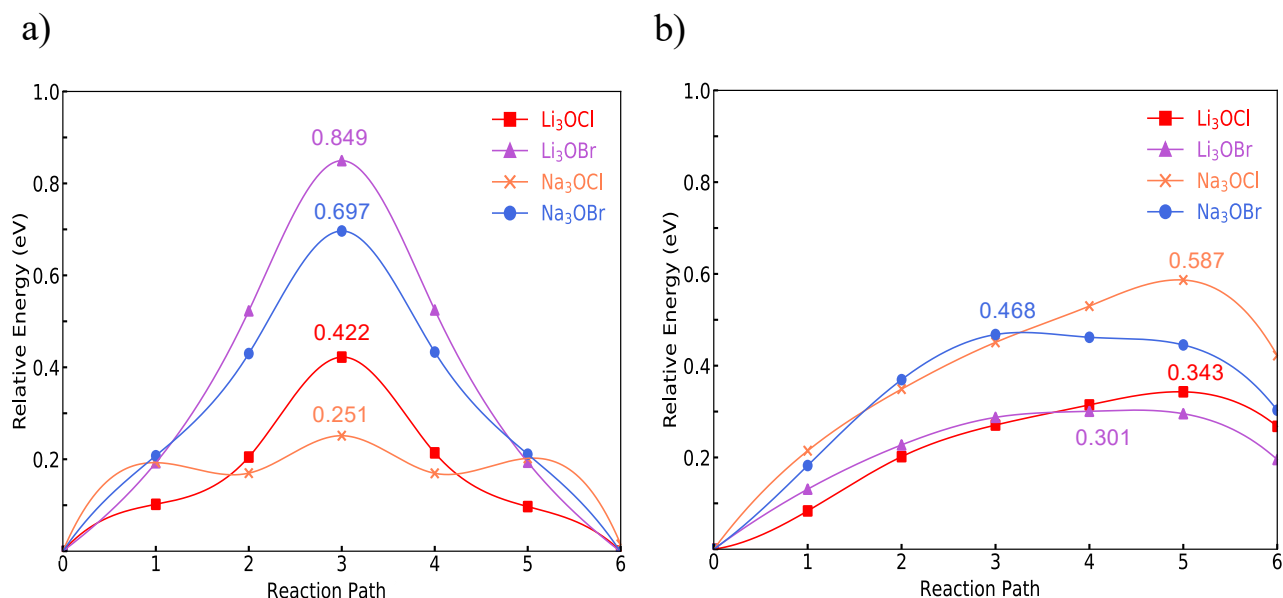 a)
1.0
0.8
0.6
0.4
0.2
0
1
2
3
4
5
6
Relative Energy (eV)
Reaction Path
Li₃OCl
Li₃OBr
Na₃OCl
Na₃OBr
0.849
0.697
0.422
0.251
b)
1.0
0.8
0.6
0.4
0.2
0
1
2
3
4
5
6
Relative Energy (eV)
Reaction Path
Li₃OCl
Li₃OBr
Na₃OCl
Na₃OBr
0.587
0.468
0.343
0.301